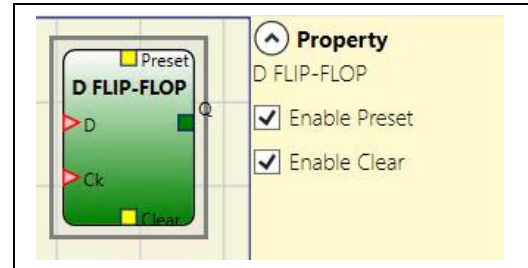 Preset
D FLIP-FLOP
D
Q
Ck
Clear
Property
D FLIP-FLOP
Enable Preset
Enable Clear